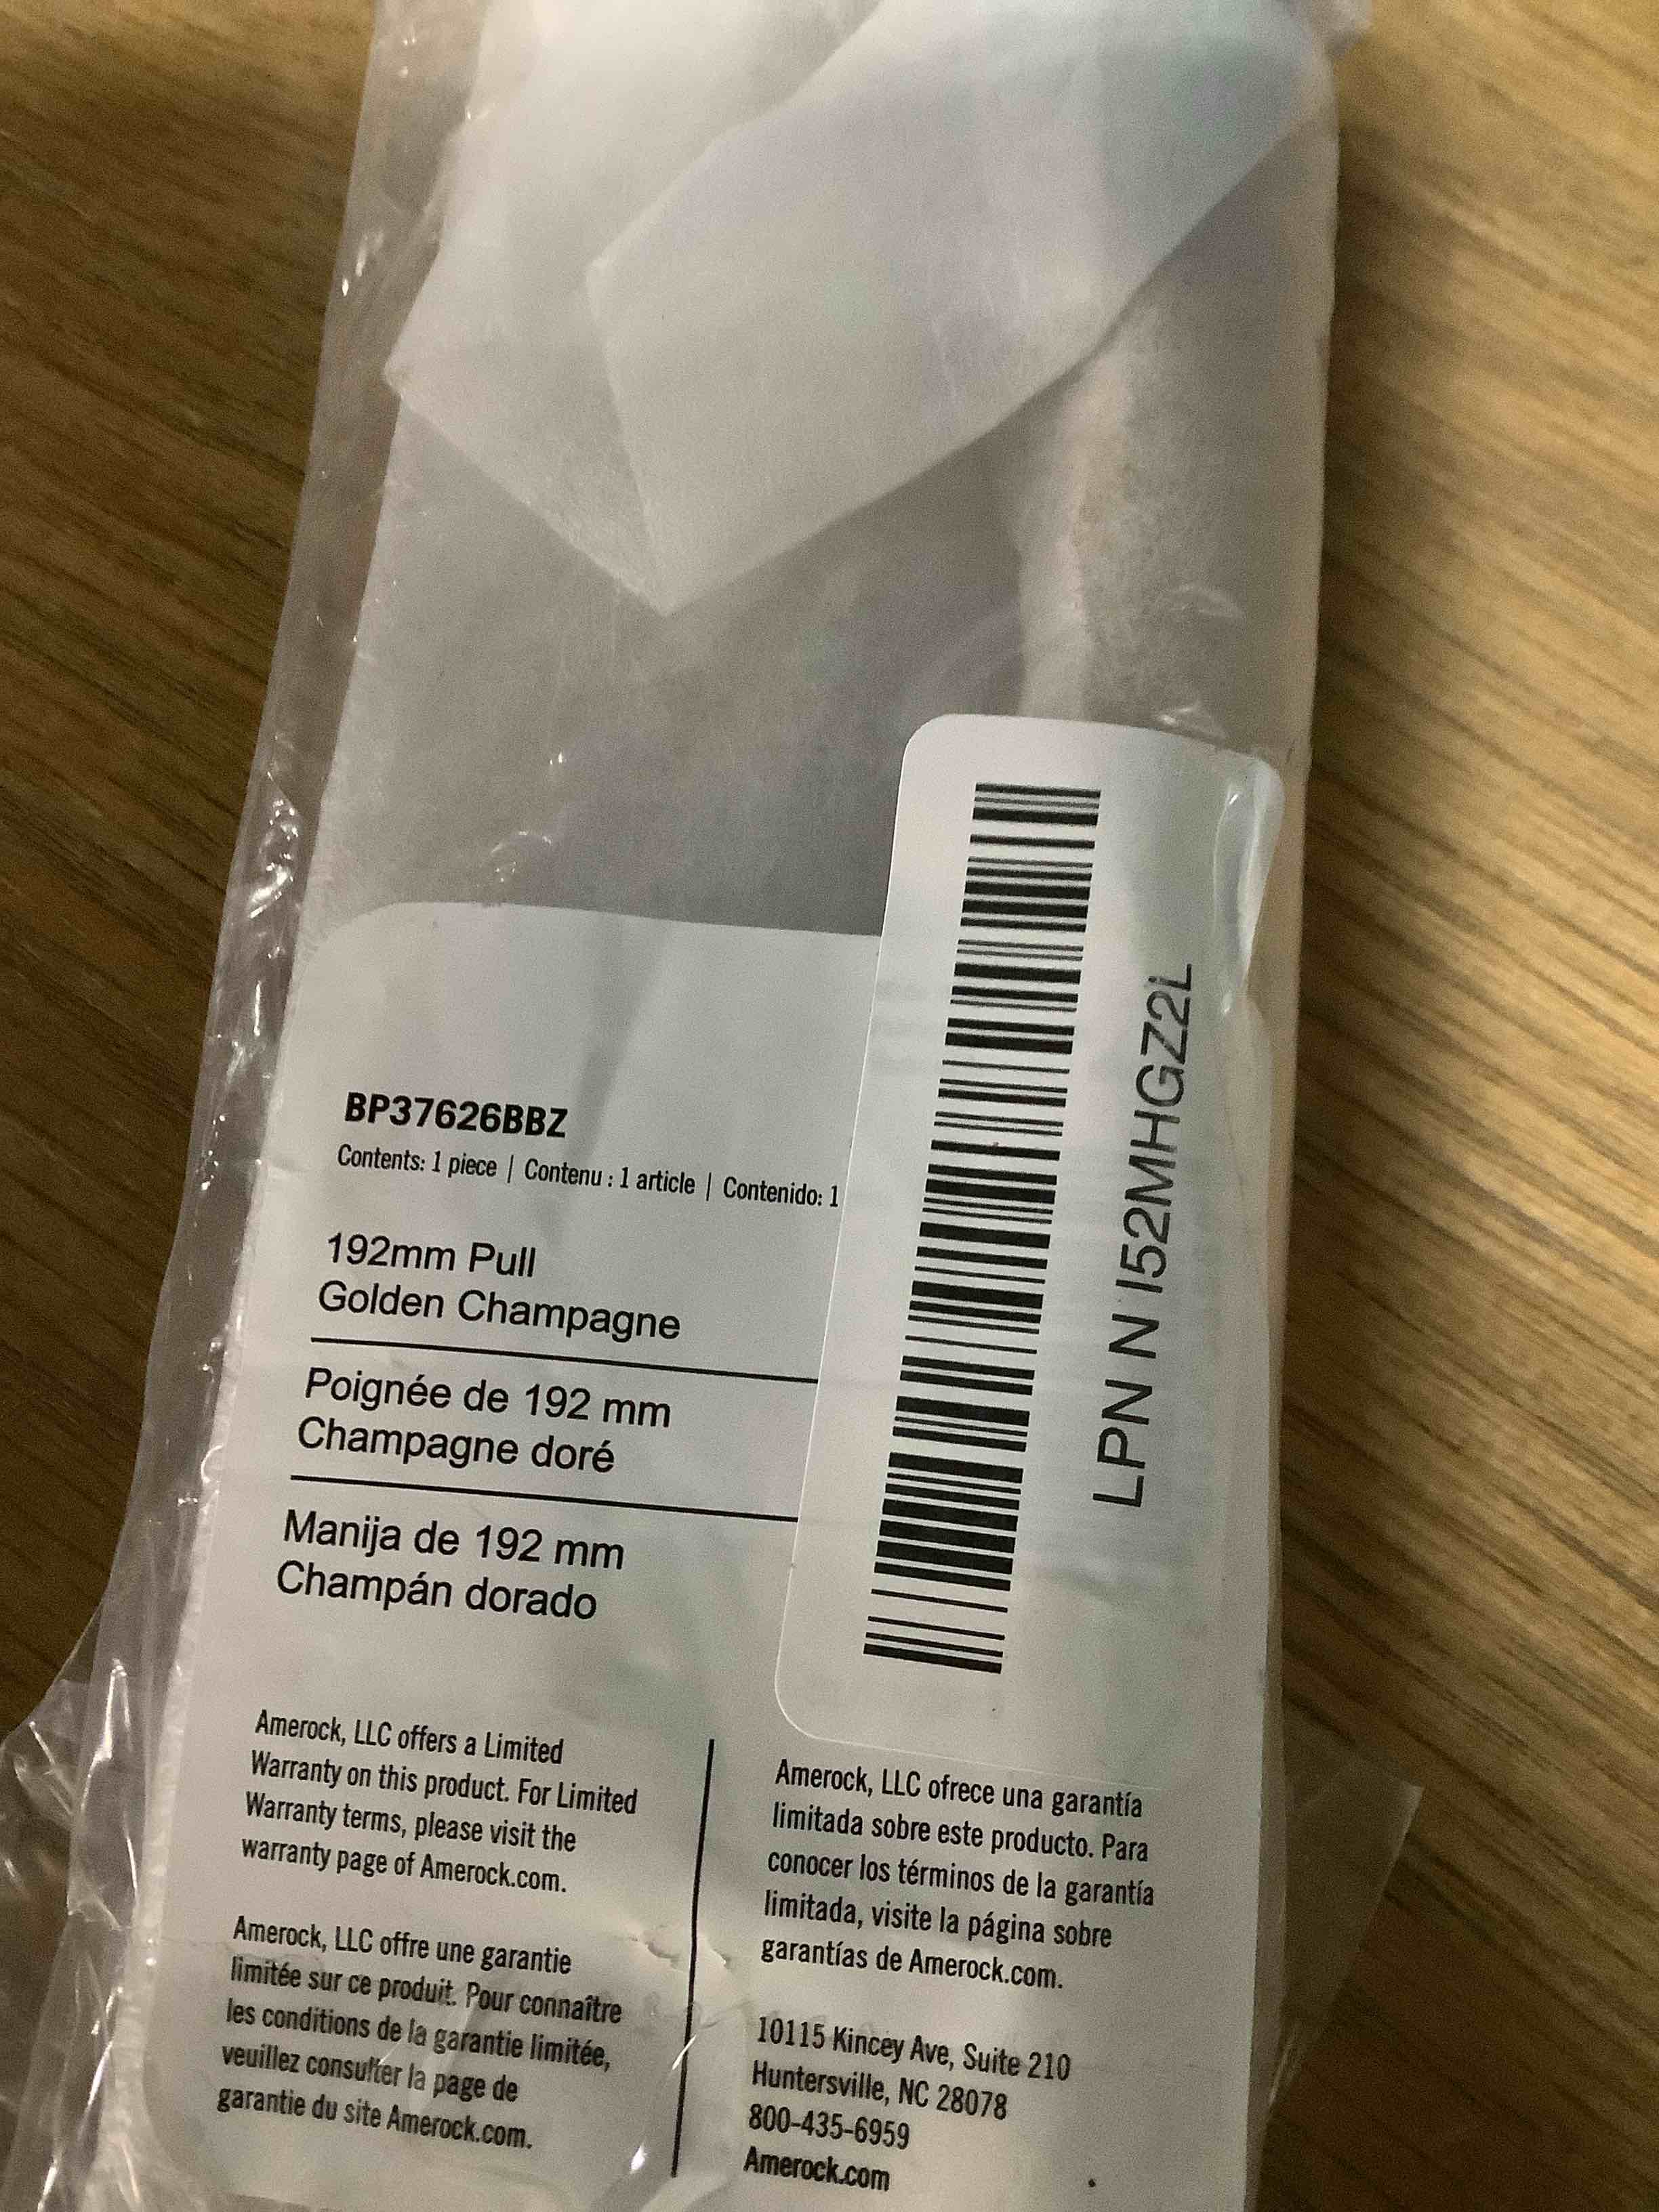 BP37626BBZ
Contents: 1 piece | Contenu : 1 article | Contenido: 1
192mm Pull
Golden Champagne
Poignée de 192 mm
Champagne doré
Manija de 192 mm
Champán dorado
LPN N I52MHGZ2L
Amerock, LLC offers a Limited
Warranty on this product. For Limited
Warranty terms, please visit the
warranty page of Amerock.com.
Amerock, LLC offre une garantie
limitée sur ce produit. Pour connaître
les conditions de la garantie limitée,
veuillez consulter la page de
garantie du site Amerock.com.
Amerock, LLC ofrece una garantía
limitada sobre este producto. Para
conocer los términos de la garantía
limitada, visite la página sobre
garantías de Amerock.com.
10115 Kincey Ave, Suite 210
Huntersville, NC 28078
800-435-6959
Amerock.com